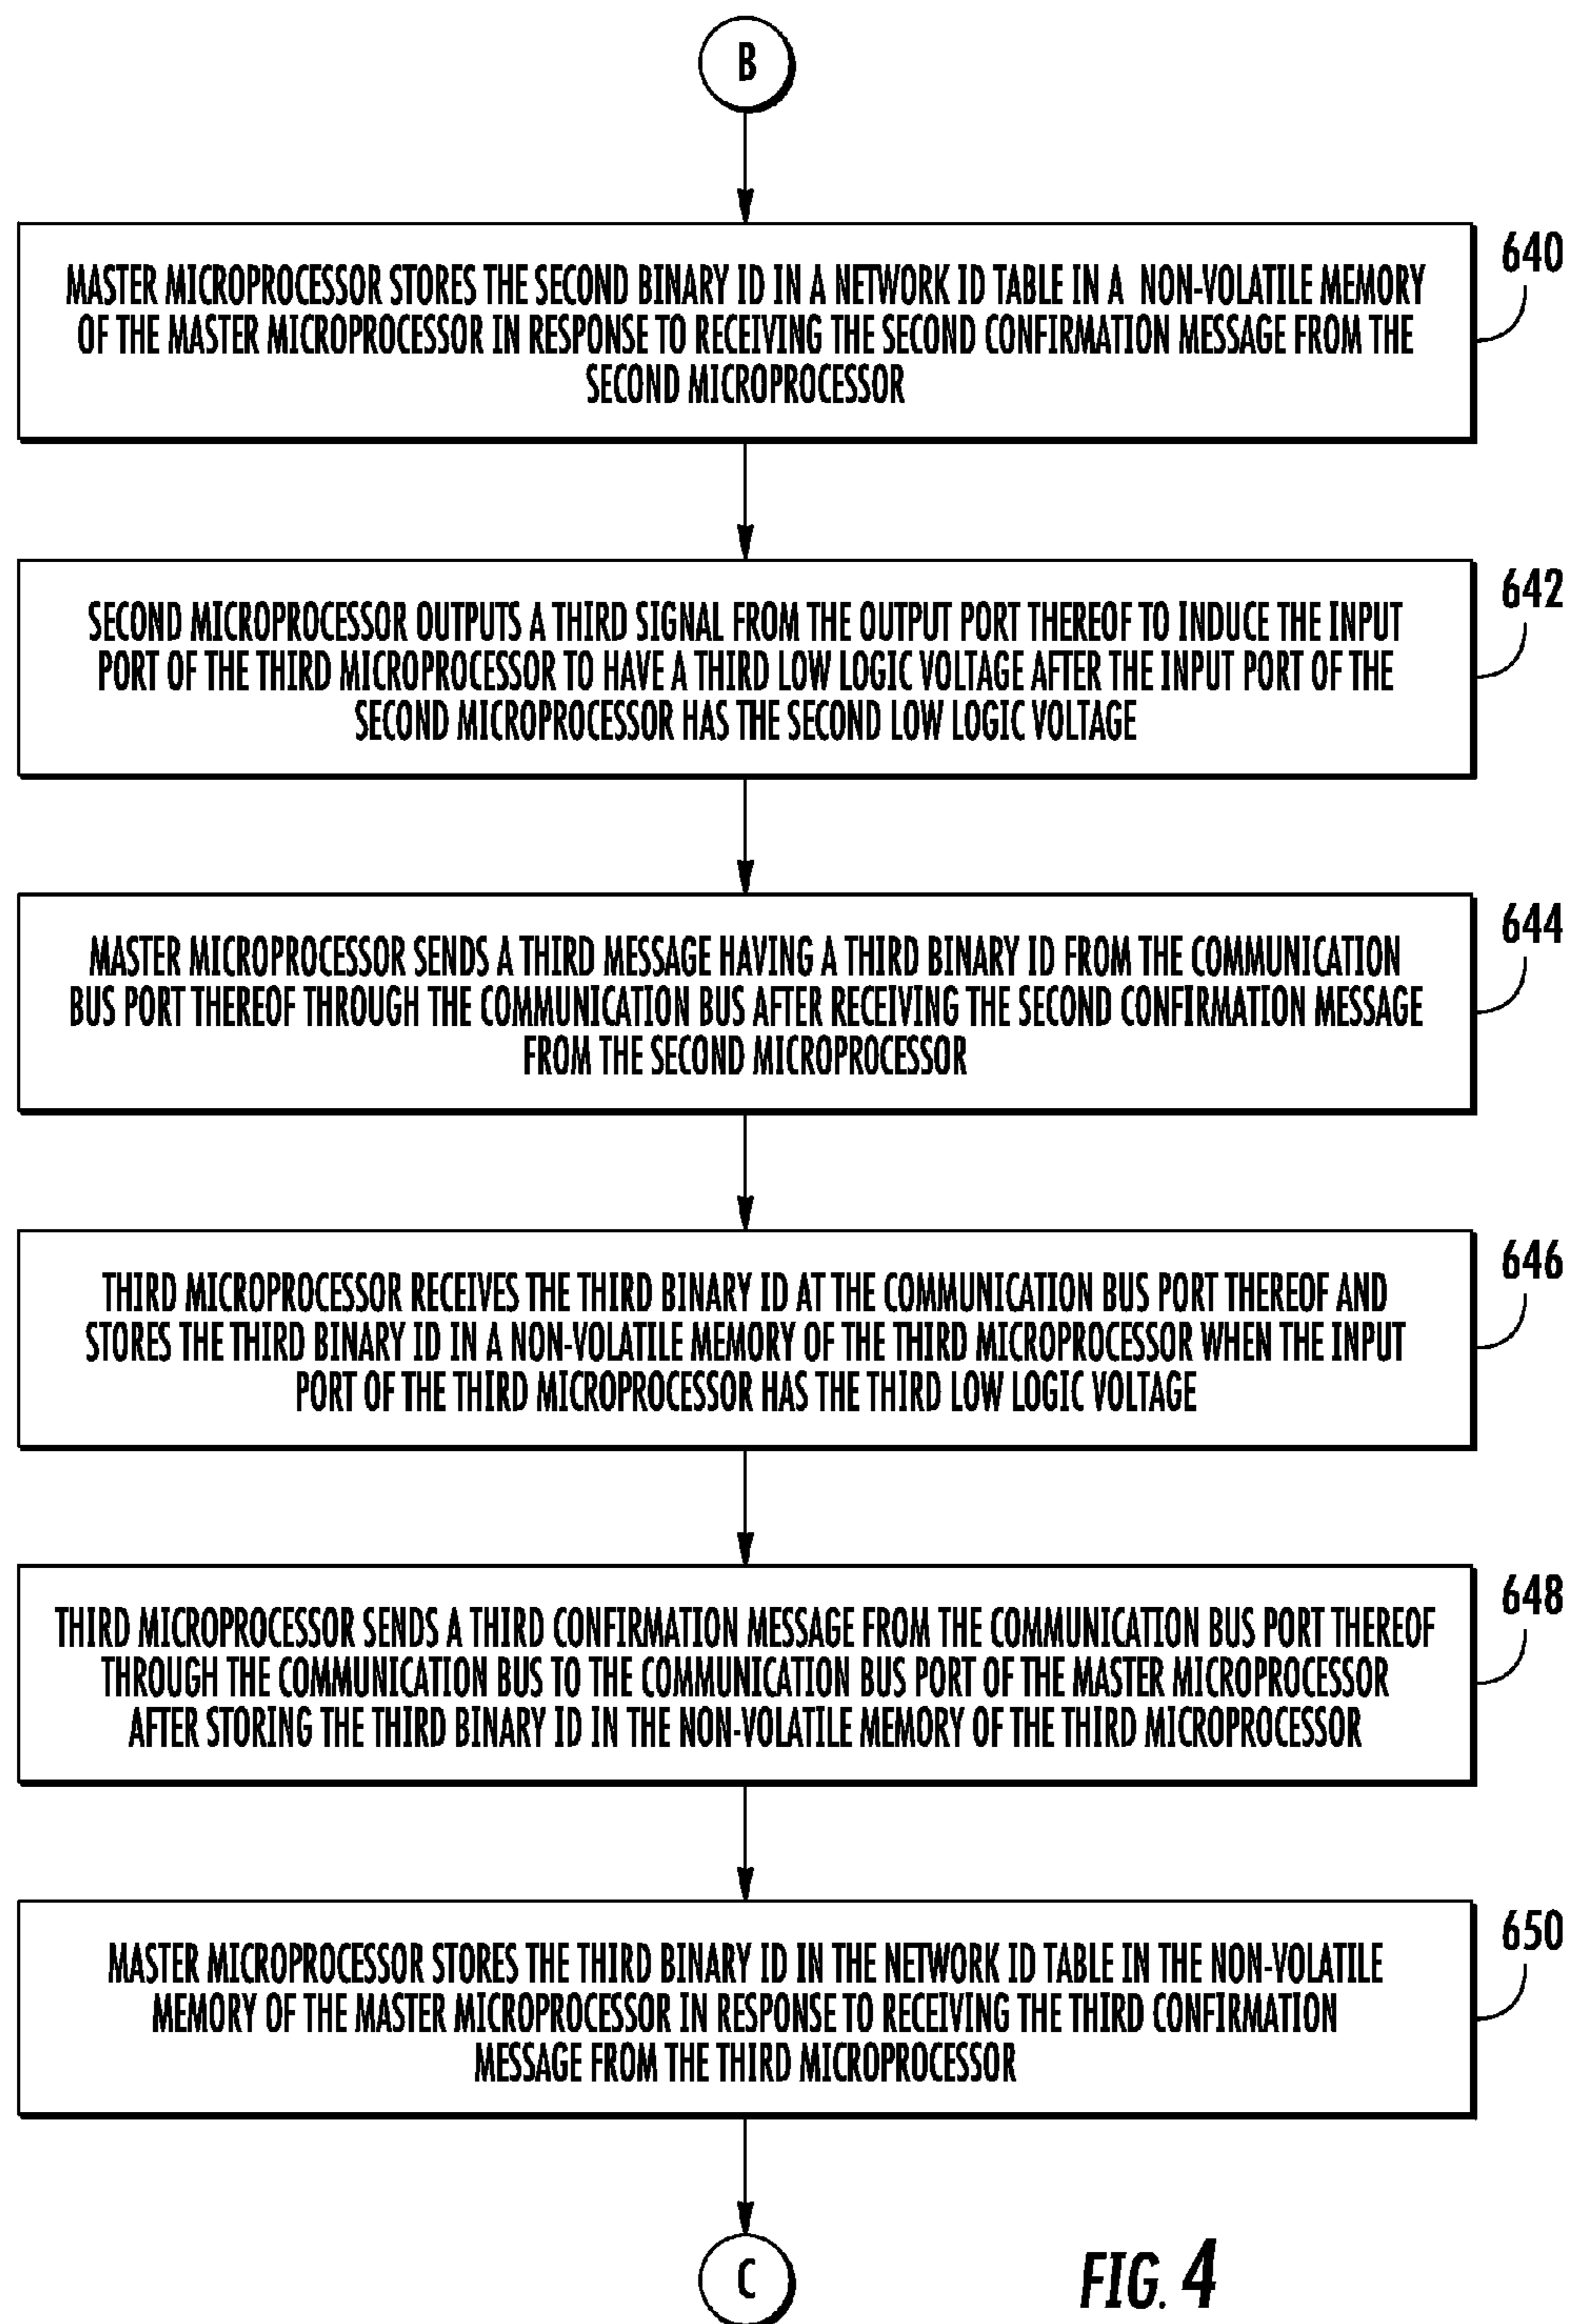 B
640
MASTER MICROPROCESSOR STORES THE SECOND BINARY ID IN A NETWORK ID TABLE IN A NON-VOLATILE MEMORY
OF THE MASTER MICROPROCESSOR IN RESPONSE TO RECEIVING THE SECOND CONFIRMATION MESSAGE FROM THE
SECOND MICROPROCESSOR
642
SECOND MICROPROCESSOR OUTPUTS A THIRD SIGNAL FROM THE OUTPUT PORT THEREOF TO INDUCE THE INPUT
PORT OF THE THIRD MICROPROCESSOR TO HAVE A THIRD LOW LOGIC VOLTAGE AFTER THE INPUT PORT OF THE
SECOND MICROPROCESSOR HAS THE SECOND LOW LOGIC VOLTAGE
644
MASTER MICROPROCESSOR SENDS A THIRD MESSAGE HAVING A THIRD BINARY ID FROM THE COMMUNICATION
BUS PORT THEREOF THROUGH THE COMMUNICATION BUS AFTER RECEIVING THE SECOND CONFIRMATION MESSAGE
FROM THE SECOND MICROPROCESSOR
646
THIRD MICROPROCESSOR RECEIVES THE THIRD BINARY ID AT THE COMMUNICATION BUS PORT THEREOF AND
STORES THE THIRD BINARY ID IN A NON-VOLATILE MEMORY OF THE THIRD MICROPROCESSOR WHEN THE INPUT
PORT OF THE THIRD MICROPROCESSOR HAS THE THIRD LOW LOGIC VOLTAGE
648
THIRD MICROPROCESSOR SENDS A THIRD CONFIRMATION MESSAGE FROM THE COMMUNICATION BUS PORT THEREOF
THROUGH THE COMMUNICATION BUS TO THE COMMUNICATION BUS PORT OF THE MASTER MICROPROCESSOR
AFTER STORING THE THIRD BINARY ID IN THE NON-VOLATILE MEMORY OF THE THIRD MICROPROCESSOR
650
MASTER MICROPROCESSOR STORES THE THIRD BINARY ID IN THE NETWORK ID TABLE IN THE NON-VOLATILE
MEMORY OF THE MASTER MICROPROCESSOR IN RESPONSE TO RECEIVING THE THIRD CONFIRMATION
MESSAGE FROM THE THIRD MICROPROCESSOR
C
FIG. 4